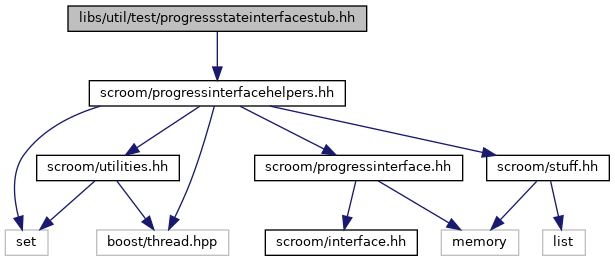 libs/util/test/progressstateinterfacestub.hh
scroom/progressinterfacehelpers.hh
scroom/utilities.hh
scroom/progressinterface.hh
scroom/stuff.hh
set
boost/thread.hpp
scroom/interface.hh
memory
list